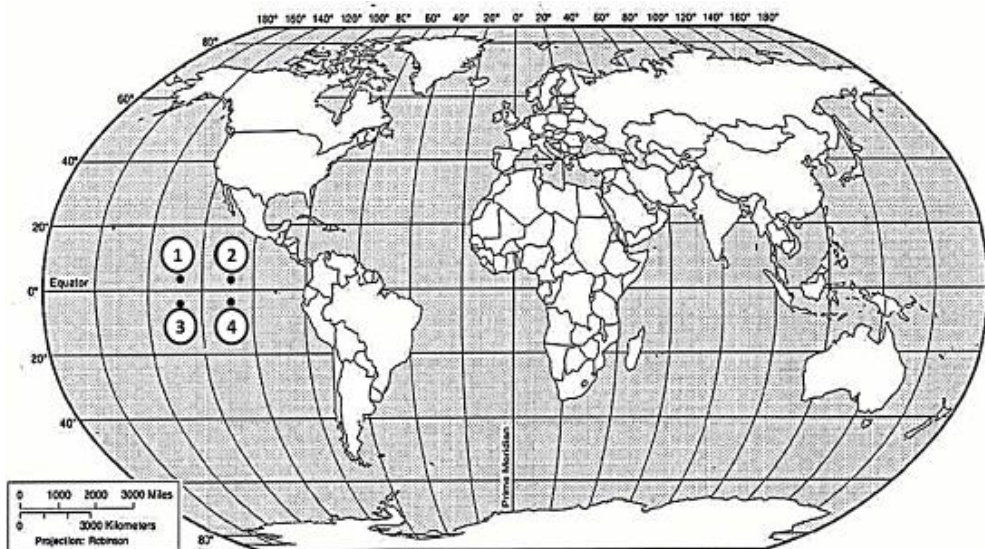 180° 160° 140° 120° 100° 80° 60° 40° 20° 0° 20° 40° 60° 80° 100° 120° 140° 160° 180°
80°
60°
40°
20°
1 2
Equator
0°
3 4
20°
40°
Prime Meridian
0 1000 2000 3000 Miles
0 3000 Kilometers
Projection: Robinson
80°